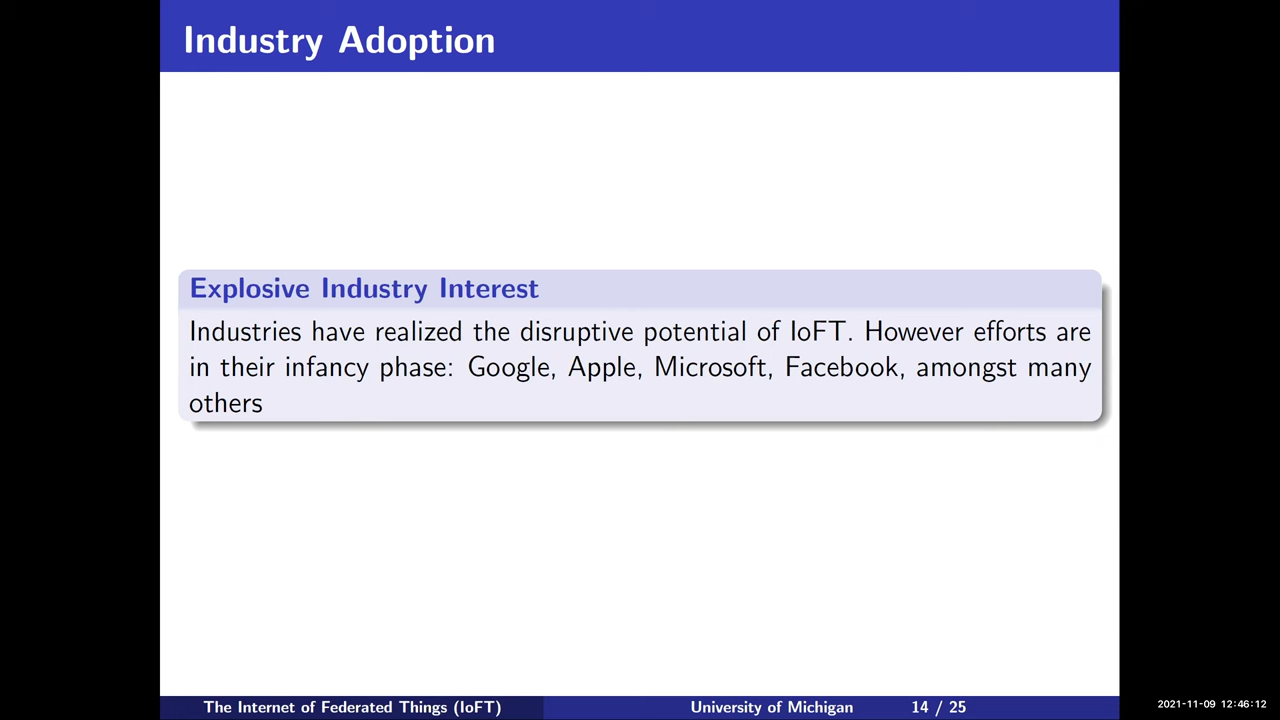 Industry Adoption
Explosive Industry Interest
Industries have realized the disruptive potential of IoFT. However efforts are
in their infancy phase: Google, Apple, Microsoft, Facebook, amongst many
others
The Internet of Federated Things (IoFT) University of Michigan 14 / 25
2021-11-09 12:46:12